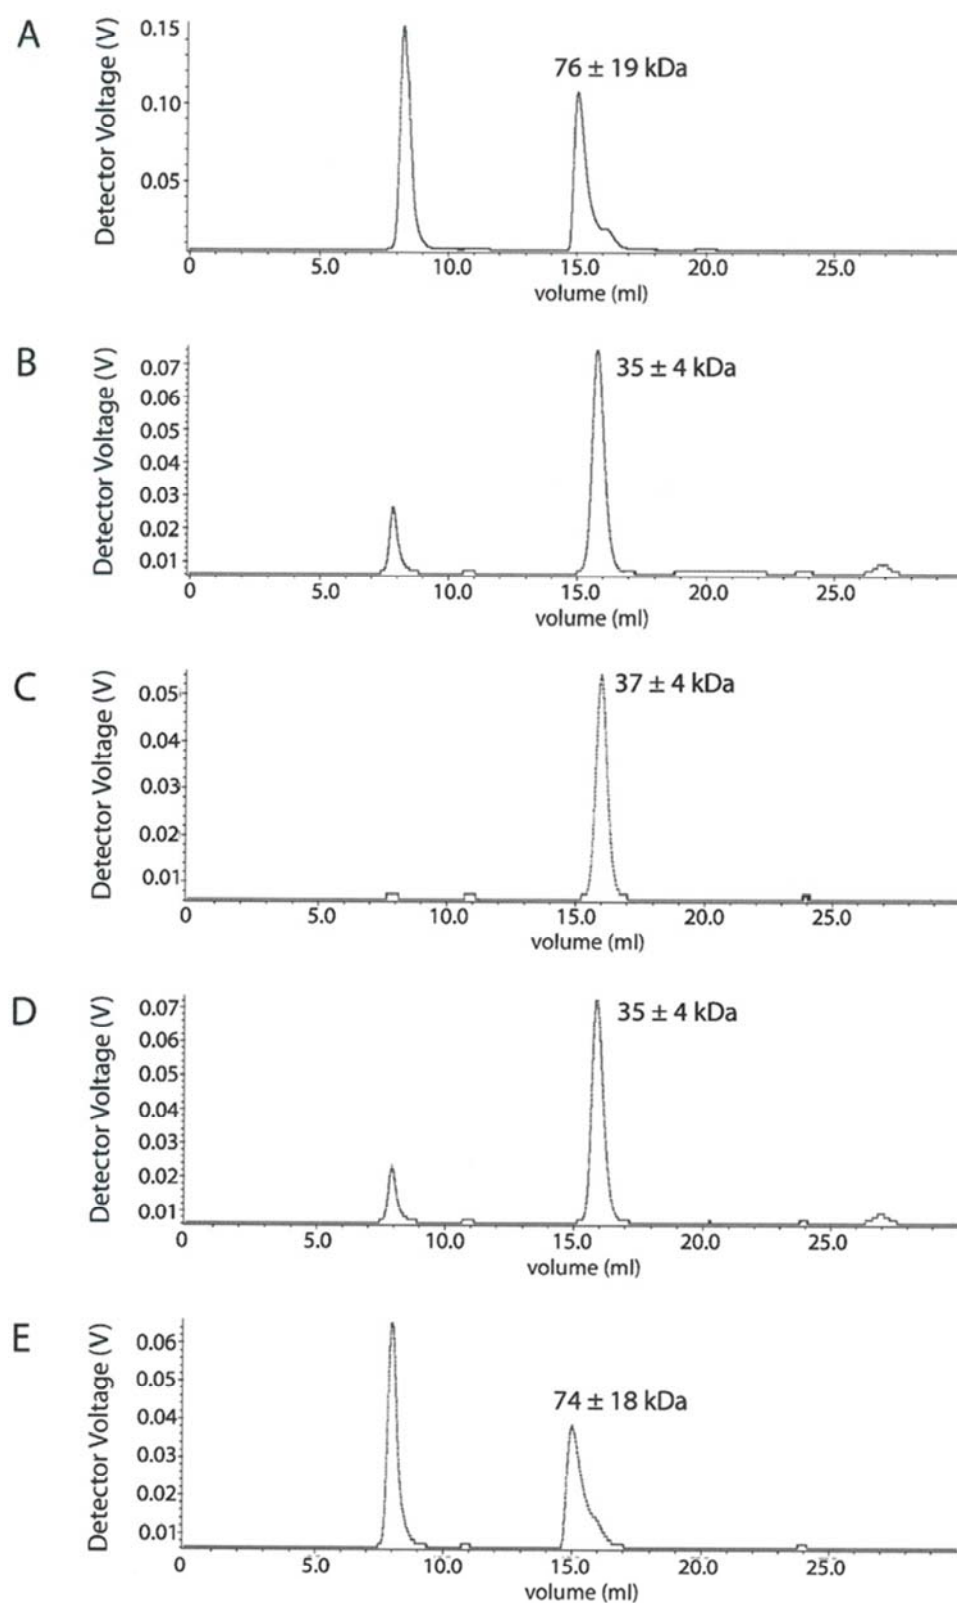 A
Detector Voltage (V)
0.15
0.10
0.05
76 ± 19 kDa
0 5.0 10.0 15.0 20.0 25.0
volume (ml)
B
Detector Voltage (V)
0.07
0.06
0.05
0.04
0.03
0.02
0.01
35 ± 4 kDa
0 5.0 10.0 15.0 20.0 25.0
volume (ml)
C
Detector Voltage (V)
0.05
0.04
0.03
0.02
0.01
37 ± 4 kDa
0 5.0 10.0 15.0 20.0 25.0
volume (ml)
D
Detector Voltage (V)
0.07
0.06
0.05
0.04
0.03
0.02
0.01
35 ± 4 kDa
0 5.0 10.0 15.0 20.0 25.0
volume (ml)
E
Detector Voltage (V)
0.06
0.05
0.04
0.03
0.02
0.01
74 ± 18 kDa
0 5.0 10.0 15.0 20.0 25.0
volume (ml)